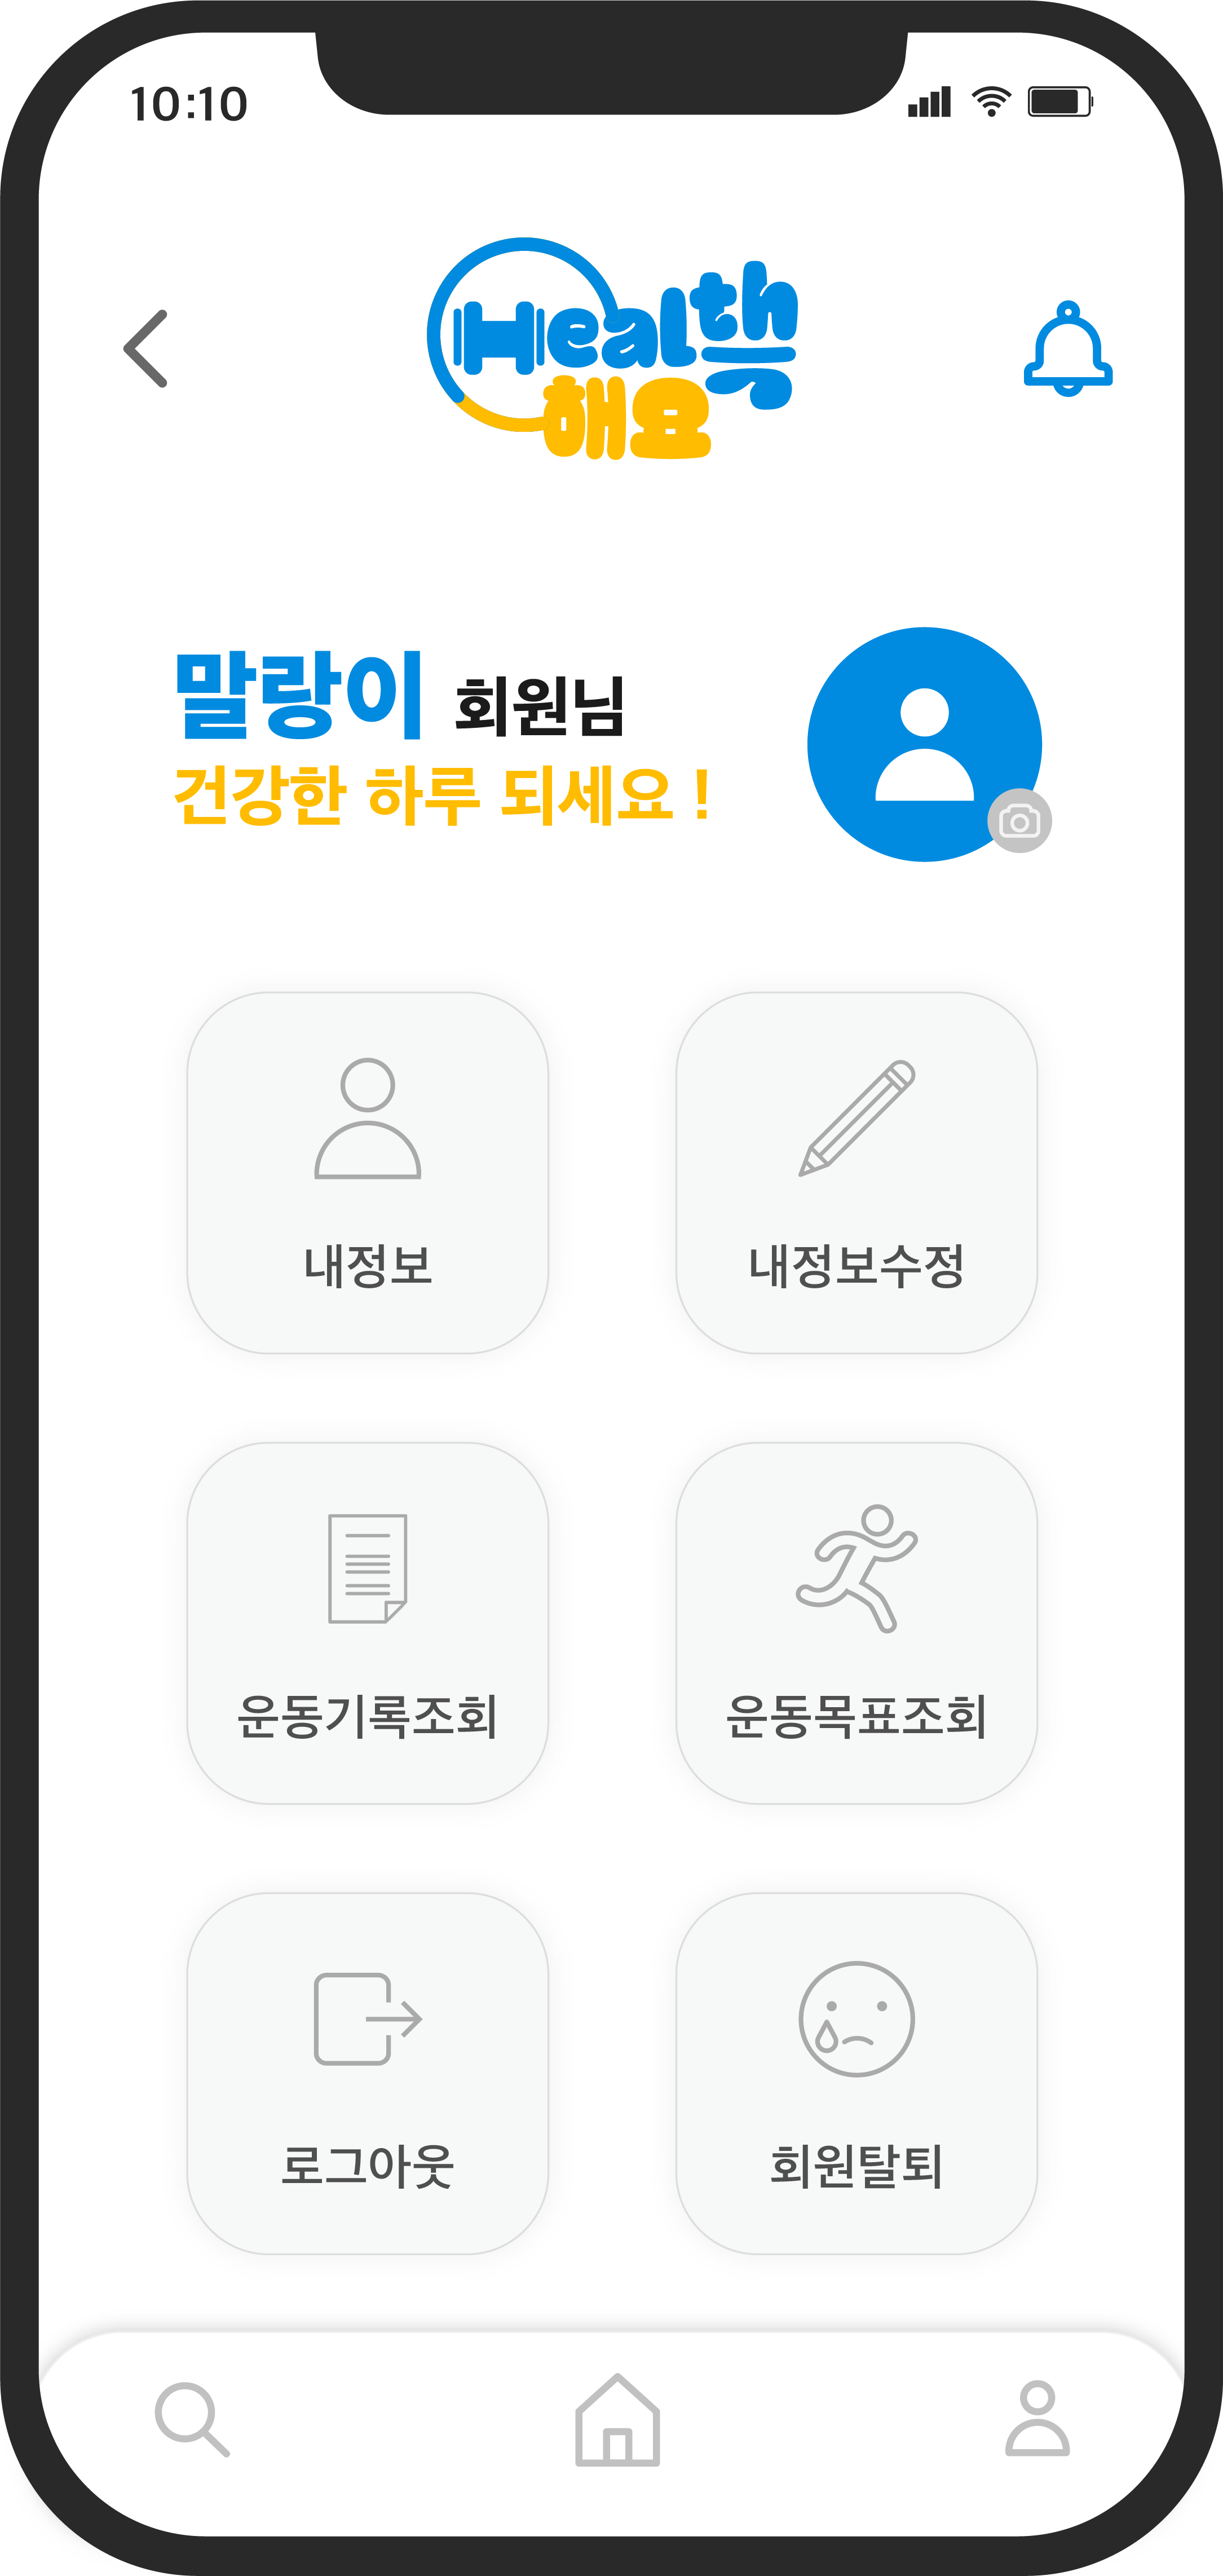 10:10
Health
해요
말랑이 회원님
건강한 하루 되세요 !
내정보
내정보수정
운동기록조회
운동목표조회
로그아웃
회원탈퇴